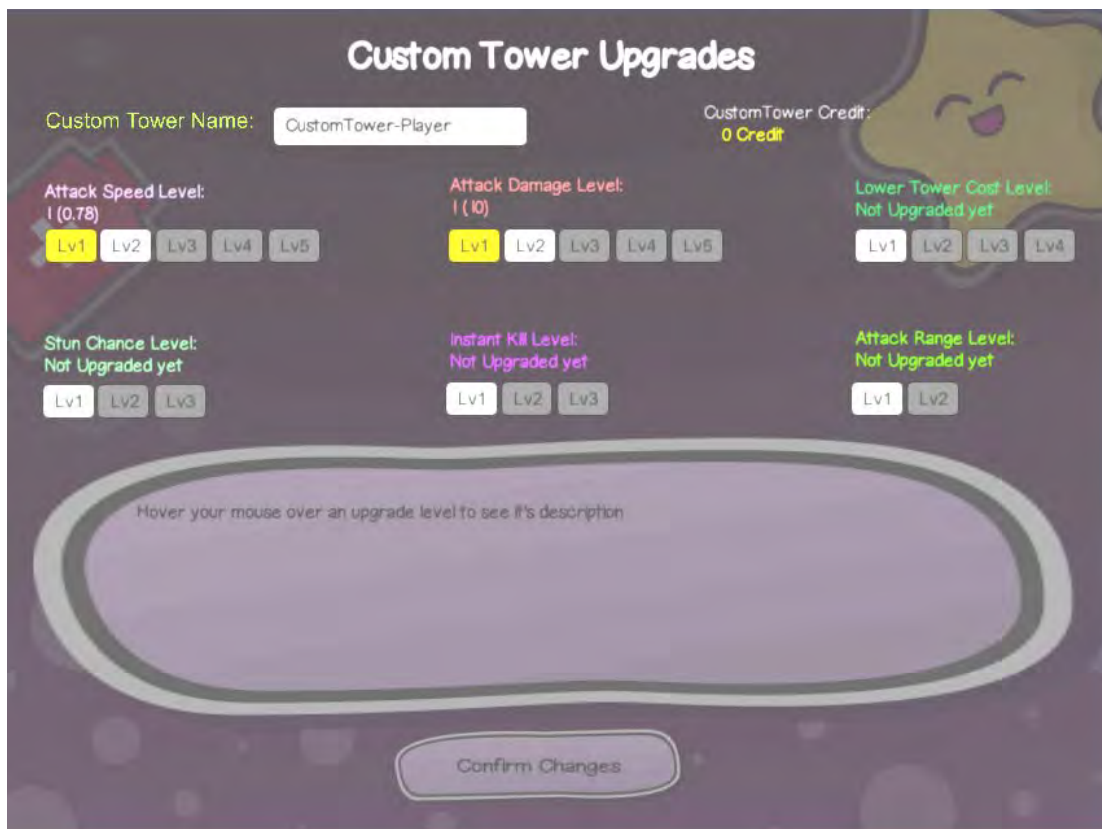 Custom Tower Upgrades
Custom Tower Name: CustomTower-Player
CustomTower Credit:
0 Credit
Attack Speed Level:
1 (0.78)
Lv1 Lv2 Lv3 Lv4 Lv5
Attack Damage Level:
1 (10)
Lv1 Lv2 Lv3 Lv4 Lv5
Lower Tower Cost Level:
Not Upgraded yet
Lv1 Lv2 Lv3 Lv4
Stun Chance Level:
Not Upgraded yet
Lv1 Lv2 Lv3
Instant Kill Level:
Not Upgraded yet
Lv1 Lv2 Lv3
Attack Range Level:
Not Upgraded yet
Lv1 Lv2
Hover your mouse over an upgrade level to see it's description
Confirm Changes